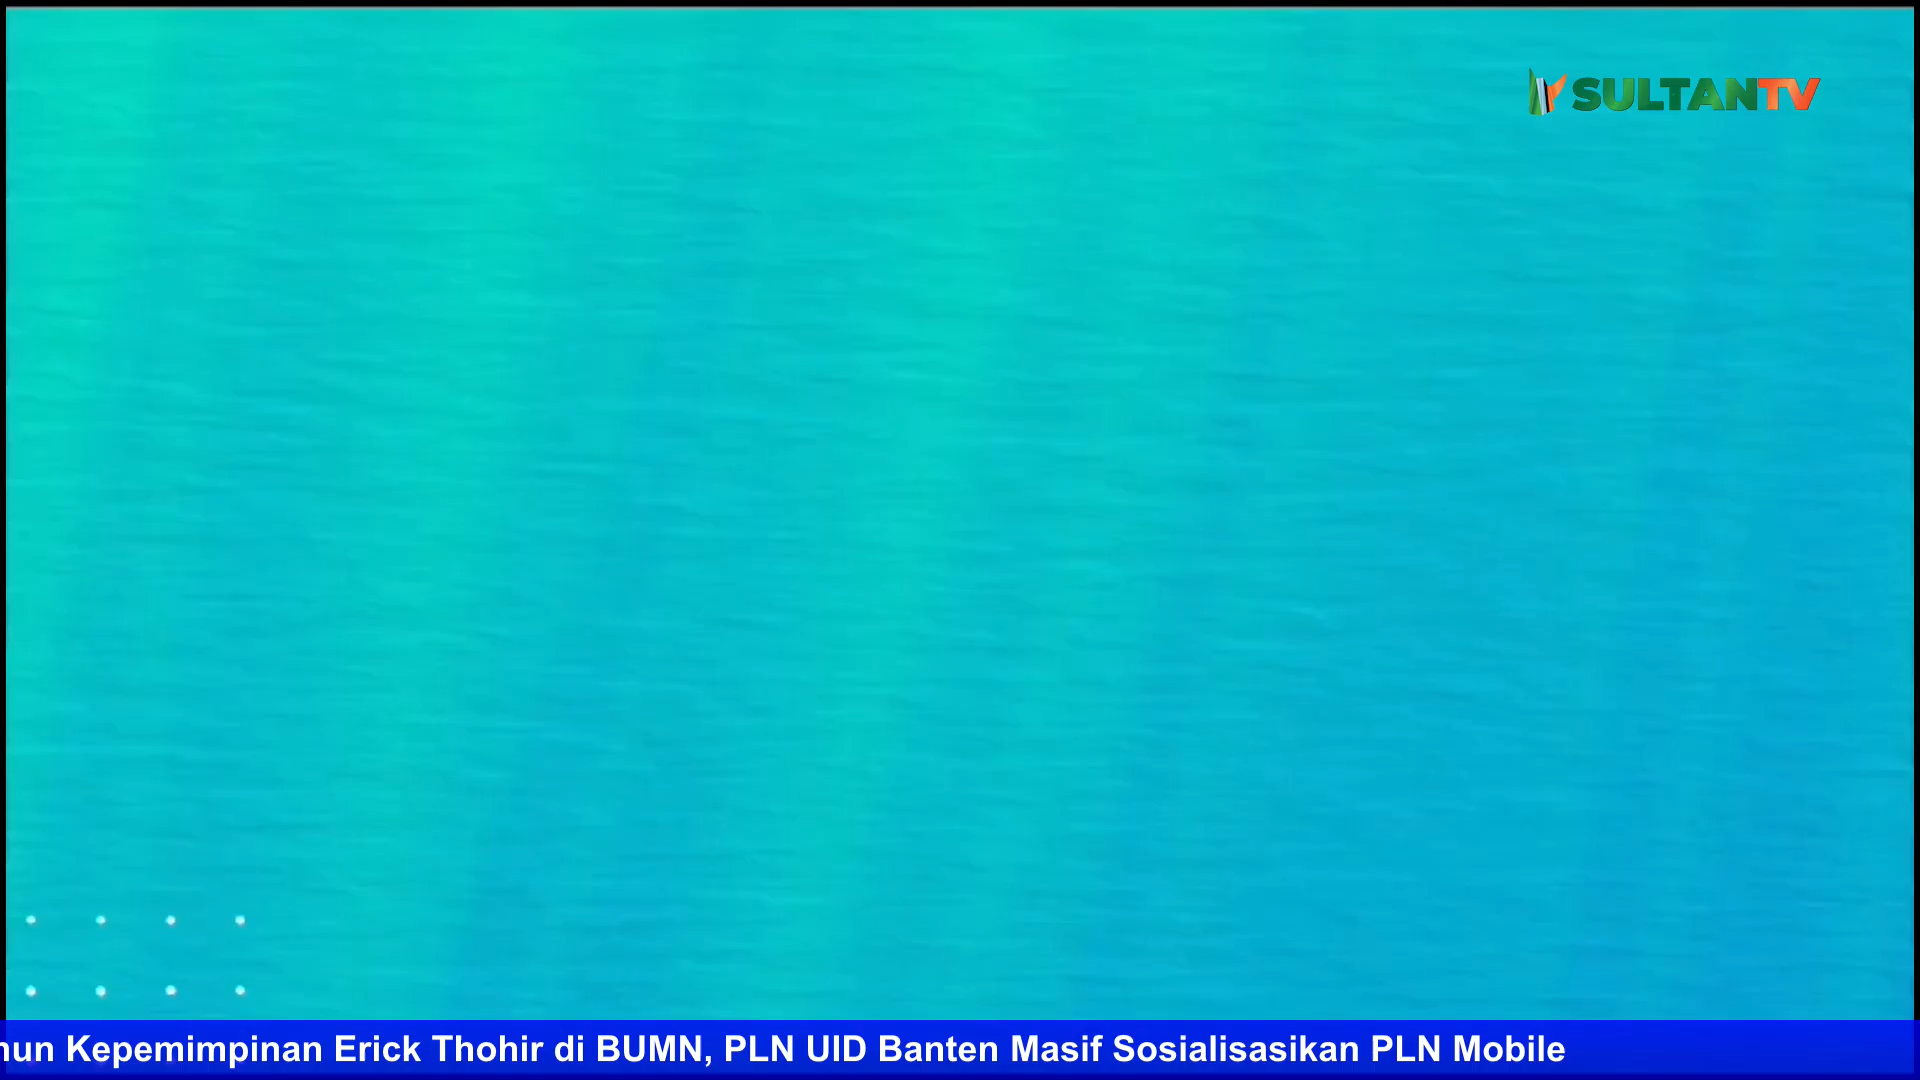 SULTANTV
Kepemimpinan Erick Thohir di BUMN, PLN UID Banten Masif Sosialisasikan PLN Mobile